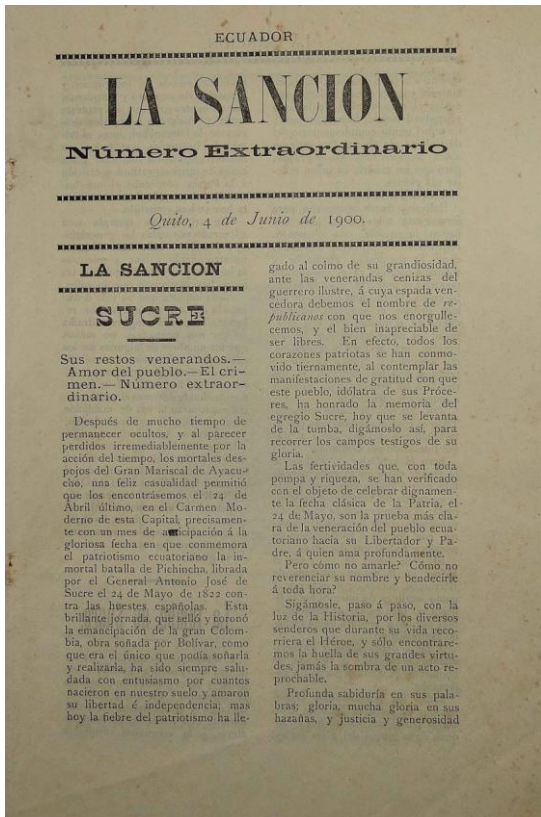 ECUADOR
LA SANCION
Número Extraordinario
Quito, 4 de Junio de 1900.
LA SANCION
SUCRE
Sus restos venerandos.—
Amor del pueblo.—El cri-
men.—Número extraor-
dinario.
Después de mucho tiempo de
permanecer ocultos, y al parecer
perdidos irremediablemente por la
acción del tiempo, los mortales des-
pojos del Gran Mariscal de Ayacu-
cho, una feliz casualidad permitió
que los encontrásemos el 24 de
Abril último, en el Carmen Mo-
derno de esta Capital, precisamen-
te con un mes de anticipación á la
gloriosa fecha en que conmemora
el patriotismo ecuatoriano la in-
mortal batalla de Pichincha, librada
por el General Antonio José de
Sucre el 24 de Mayo de 1822 con-
tra las huestes españolas. Esta
brillante jornada, que selló y coronó
la emancipación de la gran Colom-
bia, obra soñada por Bolívar, como
que era el único que podía soñarla
y realizarla, ha sido siempre salu-
dada con entusiasmo por cuantos
nacieron en nuestro suelo y amaron
su libertad é independencia; mas
hoy la fiebre del patriotismo ha lle-
gado al colmo de su grandiosidad,
ante las venerandas cenizas del
guerrero ilustre, á cuya espada ven-
cedora debemos el nombre de re-
publicanos con que nos enorgulle-
cemos, y el bien inapreciable de
ser libres. En efecto, todos los
corazones patriotas se han conmo-
vido tiernamente, al contemplar las
manifestaciones de gratitud con que
este pueblo, idólatra de sus Próce-
res, ha honrado la memoria del
egregio Sucre, hoy que se levanta
de la tumba, digámoslo así, para
recorrer los campos testigos de su
gloria.
Las fertividades que, con toda
pompa y riqueza, se han verificado
con el objeto de celebrar dignamen-
te la fecha clásica de la Patria, el
24 de Mayo, son la prueba más cla-
ra de la veneración del pueblo ecua-
toriano hacia su Libertador y Pa-
dre, á quien ama profundamente.
Pero cómo no amarle? Cómo no
reverenciar su nombre y bendecirle
á toda hora?
Sigámosle, paso á paso, con la
luz de la Historia, por los diversos
senderos que durante su vida reco-
rriera el Héroe, y sólo encontrare-
mos la huella de sus grandes virtu-
des, jamás la sombra de un acto re-
prochable.
Profunda sabiduría en sus pala-
bras; gloria, mucha gloria en sus
hazañas, y justicia y generosidad